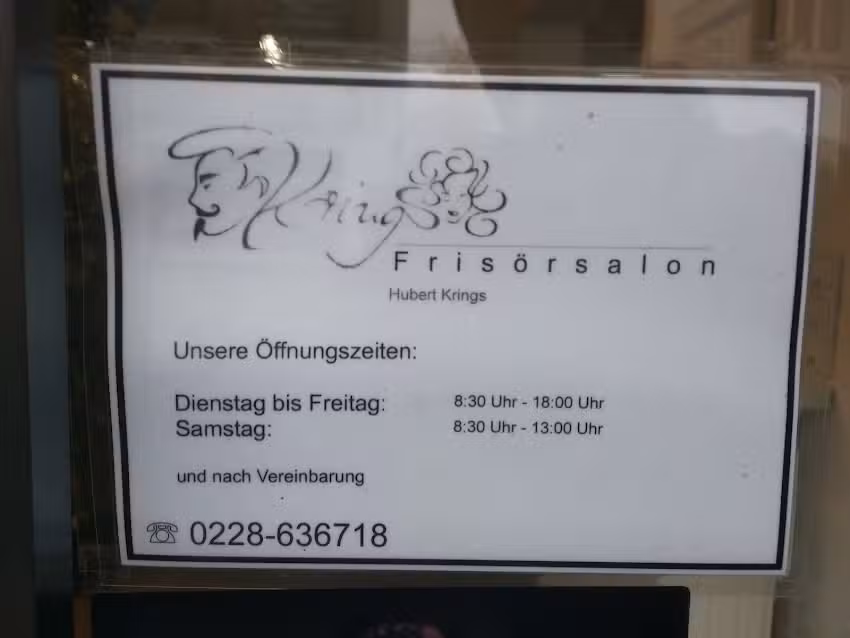 Krings
Frisörsalon
Hubert Krings
Unsere Öffnungszeiten:
Dienstag bis Freitag: 8:30 Uhr - 18:00 Uhr
Samstag: 8:30 Uhr - 13:00 Uhr
und nach Vereinbarung
☏ 0228-636718